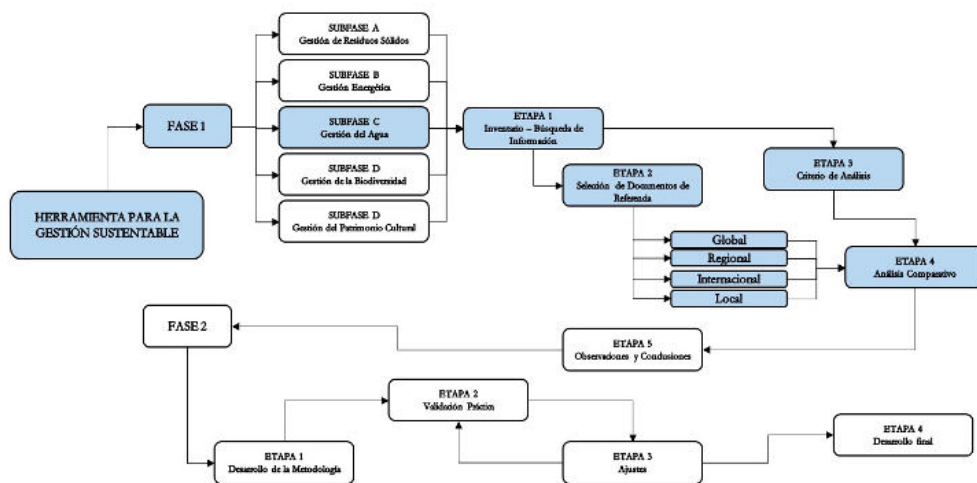 SUBFASE A
Gestión de Residuos Sólidos
SUBFASE B
Gestión Energética
FASE 1
SUBFASE C
Gestión del Agua
ETAPA 1
Inventario – Búsqueda de
Información
SUBFASE D
Gestión de la Biodiversidad
ETAPA 2
Selección de Documentos de
Referencia
ETAPA 3
Criterio de Análisis
HERRAMIENTA PARA LA
GESTIÓN SUSTENTABLE
SUBFASE D
Gestión del Patrimonio Cultural
Global
Regional
Internacional
Local
ETAPA 4
Análisis Comparativo
FASE 2
ETAPA 5
Observaciones y Conclusiones
ETAPA 2
Validación Práctica
ETAPA 1
Desarrollo de la Metodología
ETAPA 3
Ajustes
ETAPA 4
Desarrollo final